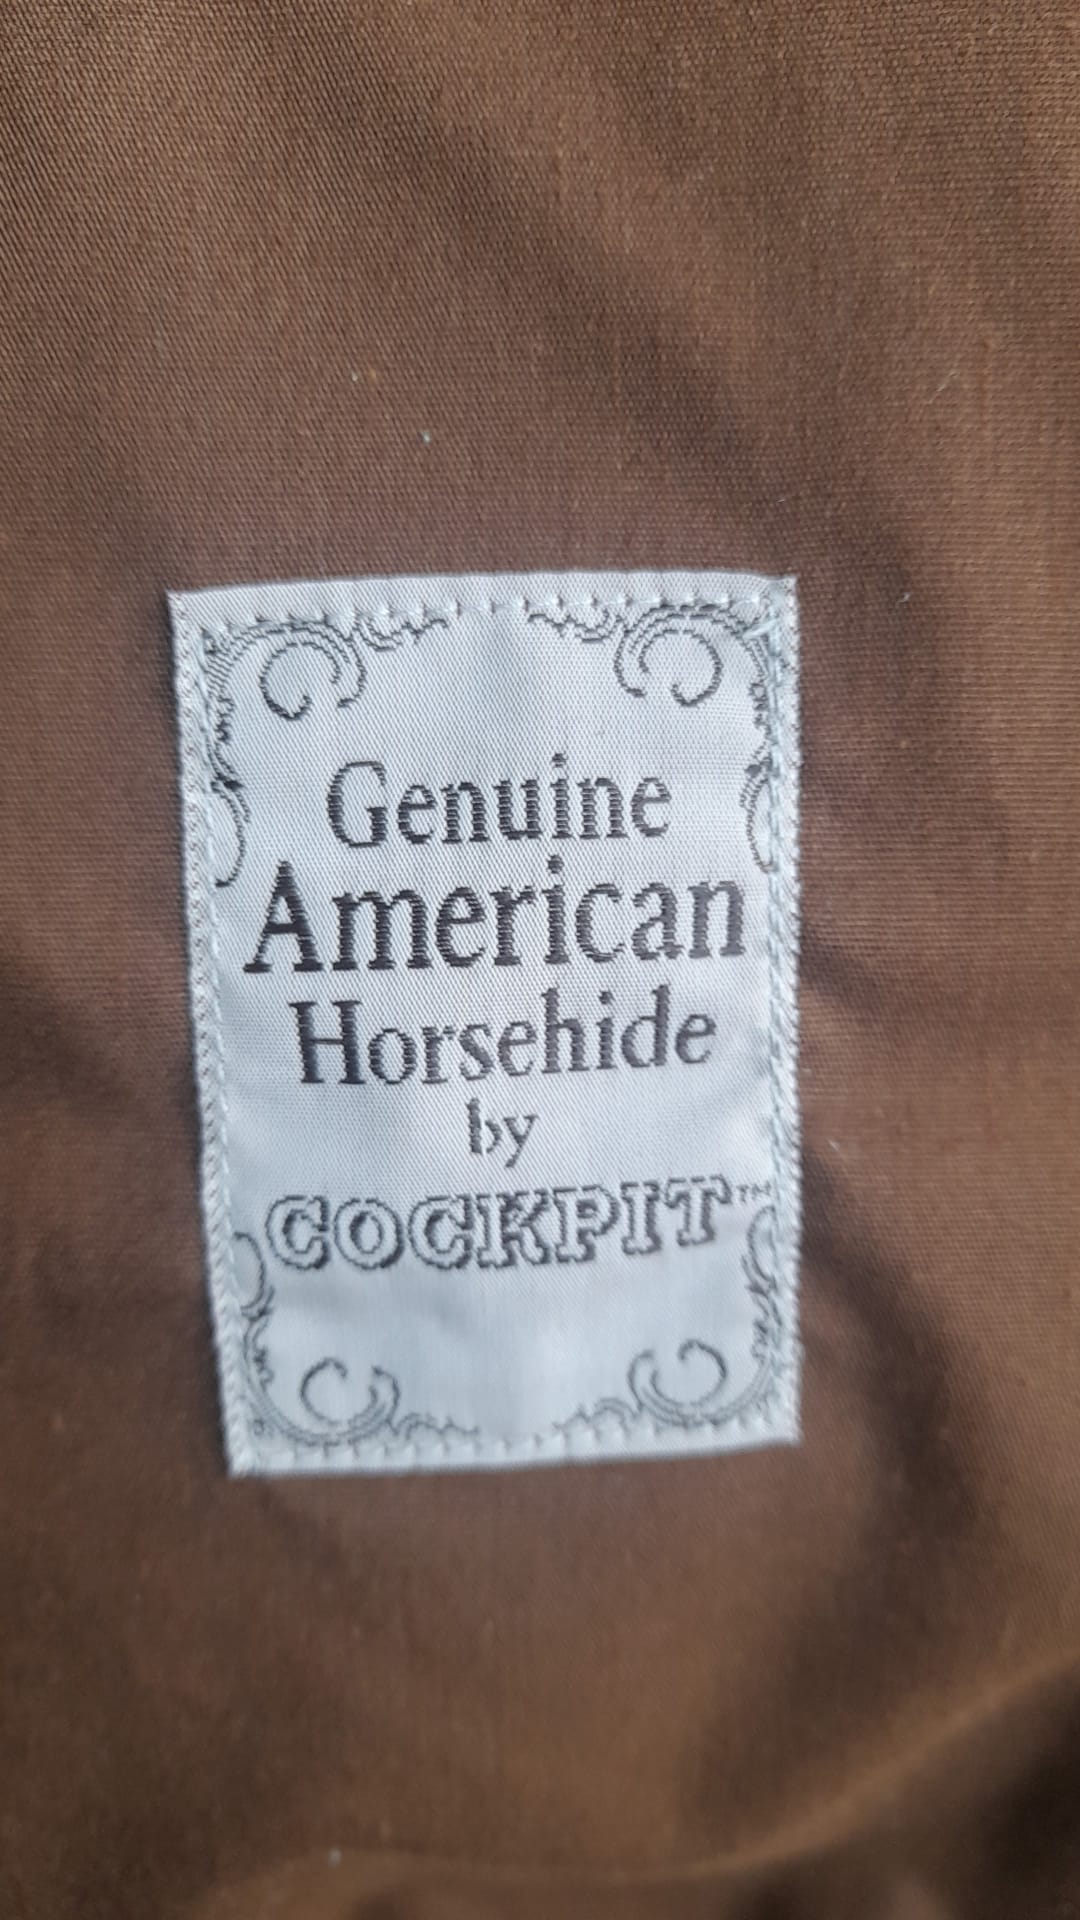 Genuine
American
Horsehide
by
COCKPIT™